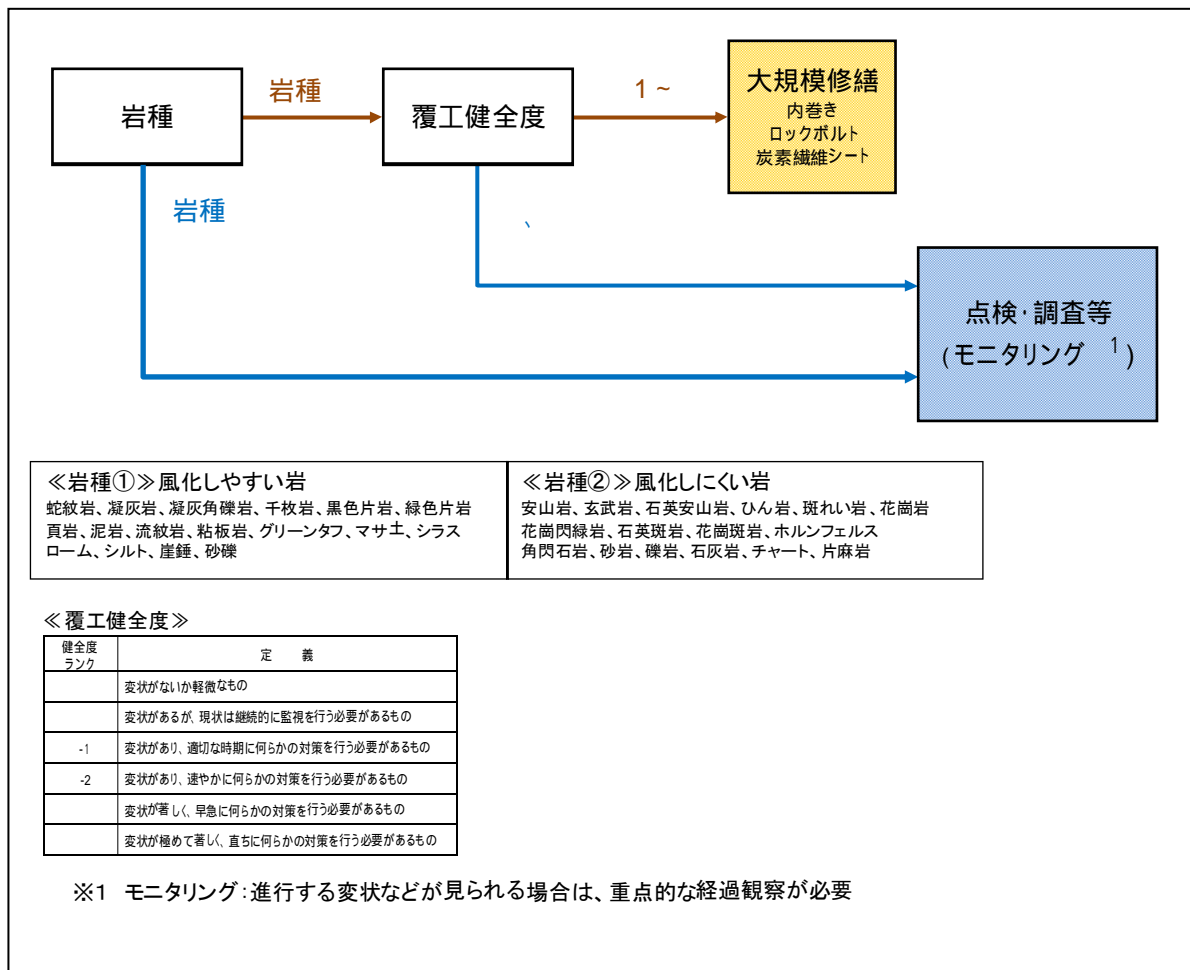 岩種
岩種
覆工健全度
1 ~
大規模修繕
内巻き
ロックボルト
炭素繊維シート
岩種
、
点検・調査等
(モニタリング 1)
≪岩種①≫風化しやすい岩
蛇紋岩、凝灰岩、凝灰角礫岩、千枚岩、黒色片岩、緑色片岩
頁岩、泥岩、流紋岩、粘板岩、グリーンタフ、マサ土、シラス
ローム、シルト、崖錘、砂礫
≪岩種②≫風化しにくい岩
安山岩、玄武岩、石英安山岩、ひん岩、斑れい岩、花崗岩
花崗閃緑岩、石英斑岩、花崗斑岩、ホルンフェルス
角閃石岩、砂岩、礫岩、石灰岩、チャート、片麻岩
≪覆工健全度≫
健全度
ランク
定 義
変状がないか軽微なもの
変状があるが、現状は継続的に監視を行う必要があるもの
-1 変状があり、適切な時期に何らかの対策を行う必要があるもの
-2 変状があり、速やかに何らかの対策を行う必要があるもの
変状が著しく、早急に何らかの対策を行う必要があるもの
変状が極めて著しく、直ちに何らかの対策を行う必要があるもの
※1 モニタリング:進行する変状などが見られる場合は、重点的な経過観察が必要